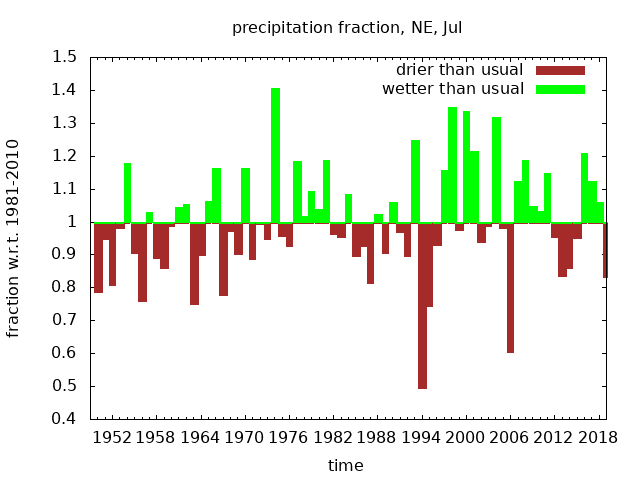 precipitation fraction, NE, Jul
drier than usual
wetter than usual
fraction w.r.t. 1981-2010
1.5
1.4
1.3
1.2
1.1
1
0.9
0.8
0.7
0.6
0.5
0.4
1952 1958 1964 1970 1976 1982 1988 1994 2000 2006 2012 2018
time